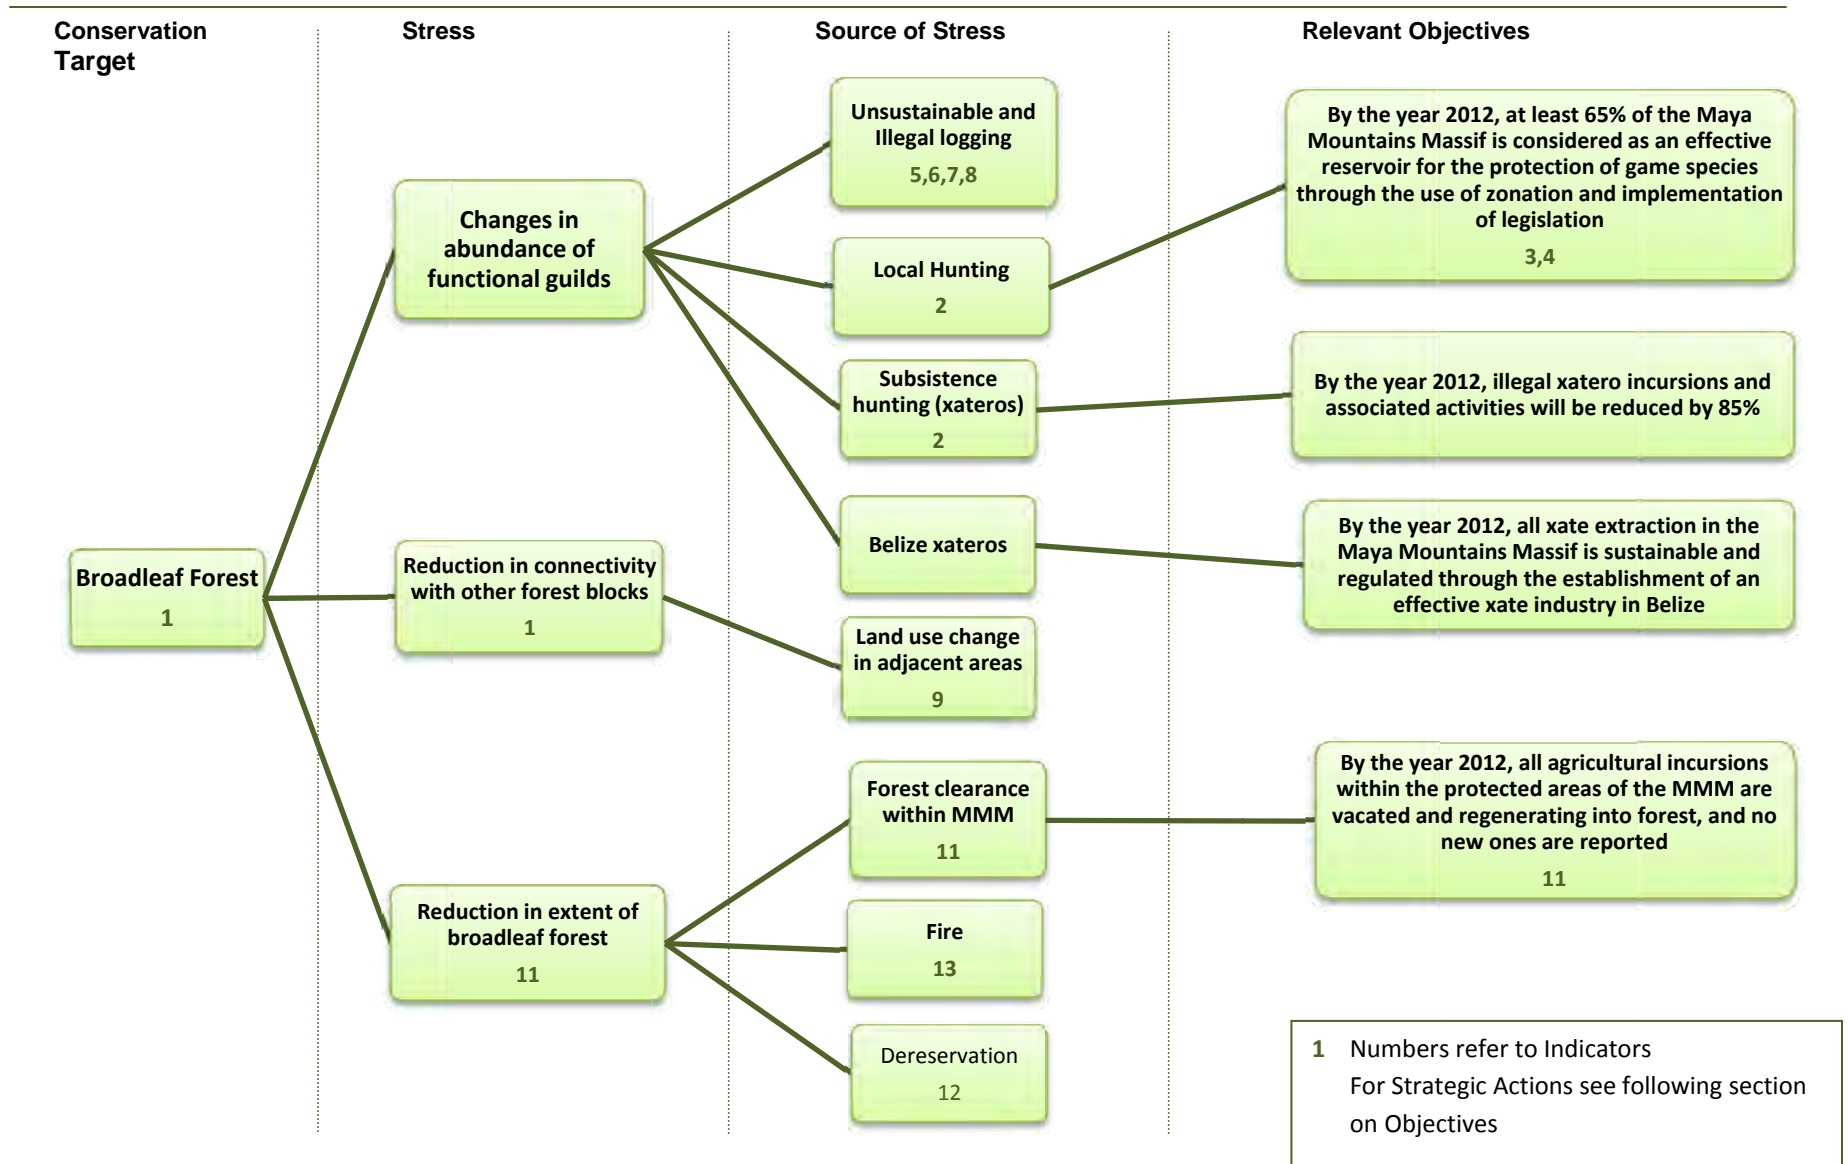 Conservation
Target
Stress
Source of Stress
Relevant Objectives
Broadleaf Forest
1
Changes in
abundance of
functional guilds
Reduction in connectivity
with other forest blocks
1
Reduction in extent of
broadleaf forest
11
Unsustainable and
Illegal logging
5,6,7,8
Local Hunting
2
Subsistence
hunting (xateros)
2
Belize xateros
Land use change
in adjacent areas
9
Forest clearance
within MMM
11
Fire
13
Dereservation
12
By the year 2012, at least 65% of the Maya
Mountains Massif is considered as an effective
reservoir for the protection of game species
through the use of zonation and implementation
of legislation
3,4
By the year 2012, illegal xatero incursions and
associated activities will be reduced by 85%
By the year 2012, all xate extraction in the
Maya Mountains Massif is sustainable and
regulated through the establishment of an
effective xate industry in Belize
By the year 2012, all agricultural incursions
within the protected areas of the MMM are
vacated and regenerating into forest, and no
new ones are reported
11
1 Numbers refer to Indicators
For Strategic Actions see following section
on Objectives